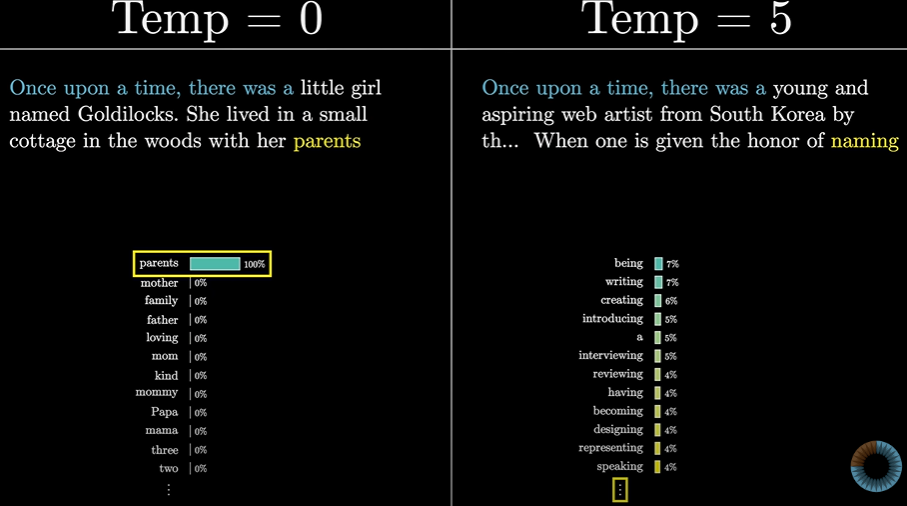 Temp = 0
Once upon a time, there was a little girl
named Goldilocks. She lived in a small
cottage in the woods with her parents
parents 100%
mother 0%
family 0%
father 0%
loving 0%
mom 0%
kind 0%
mommy 0%
Papa 0%
mama 0%
three 0%
two 0%
⋮
Temp = 5
Once upon a time, there was a young and
aspiring web artist from South Korea by
th... When one is given the honor of naming
being 7%
writing 7%
creating 6%
introducing 5%
a 5%
interviewing 5%
reviewing 4%
having 4%
becoming 4%
designing 4%
representing 4%
speaking 4%
⋮